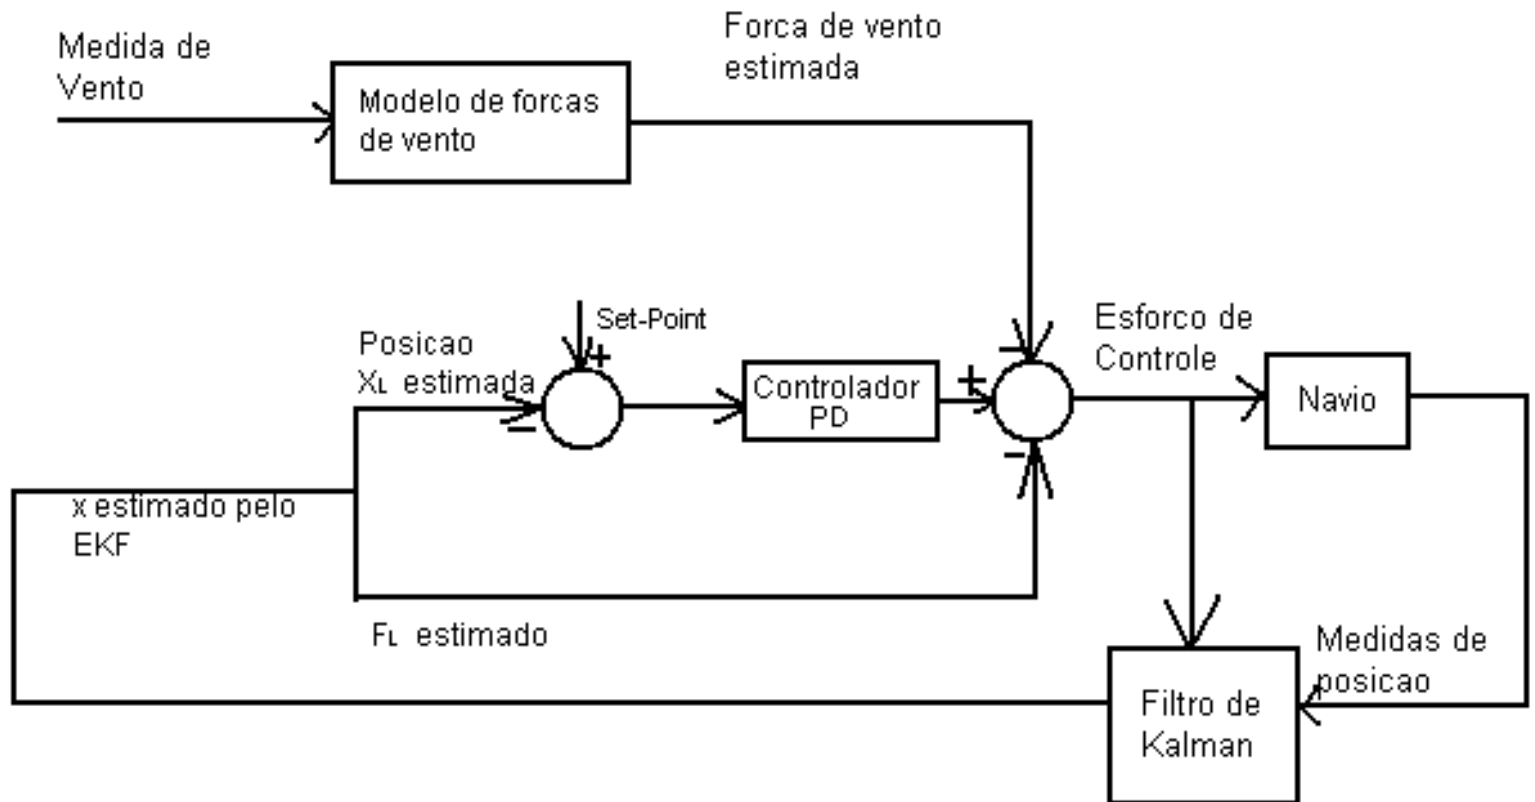 Medida de
Vento
Modelo de forcas
de vento
Forca de vento
estimada
Set-Point
+
Posicao
XL estimada
-
Controlador
PD
+
-
-
Esforco de
Controle
Navio
x estimado pelo
EKF
FL estimado
Medidas de
posicao
Filtro de
Kalman